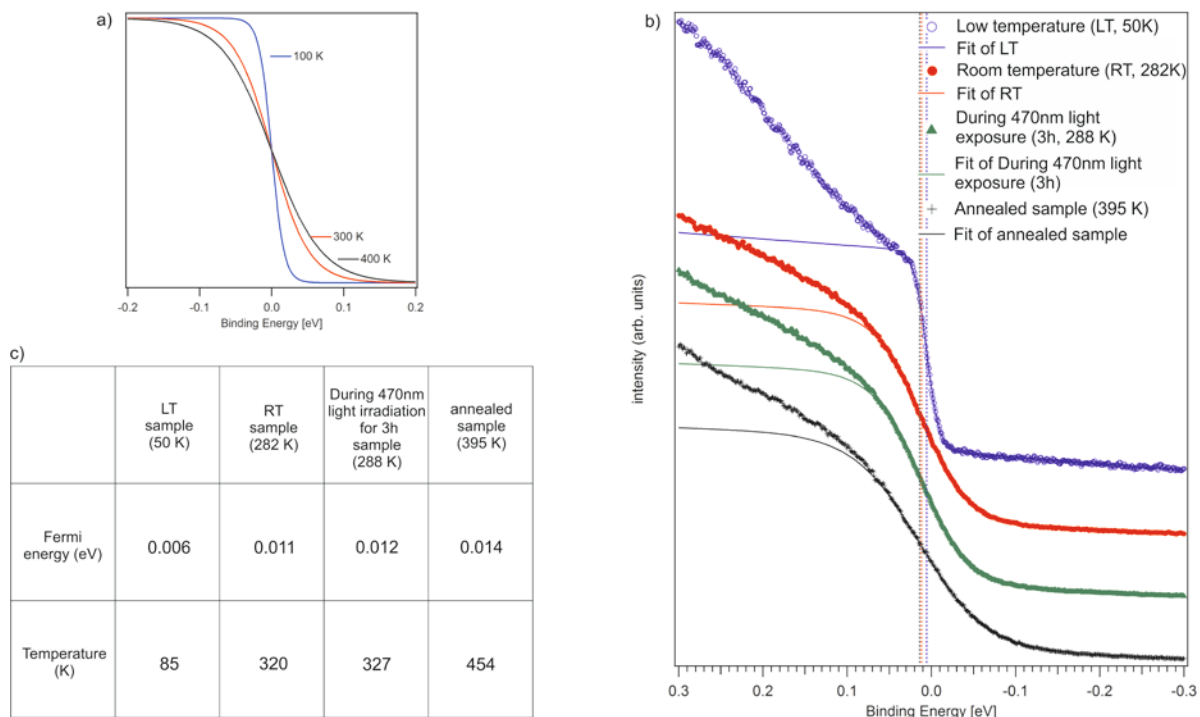 a)
100 K
300 K
400 K
-0.2
-0.1
0.0
0.1
0.2
Binding Energy [eV]
b)
Low temperature (LT, 50K)
Fit of LT
Room temperature (RT, 282K)
Fit of RT
During 470nm light
exposure (3h, 288 K)
Fit of During 470nm light
exposure (3h)
Annealed sample (395 K)
Fit of annealed sample
intensity (arb. units)
0.3
0.2
0.1
0.0
-0.1
-0.2
-0.3
Binding Energy [eV]
c)
LT
sample
(50 K)
RT
sample
(282 K)
During 470nm
light irradiation
for 3h
sample
(288 K)
annealed
sample
(395 K)
Fermi
energy (eV)
0.006
0.011
0.012
0.014
Temperature
(K)
85
320
327
454